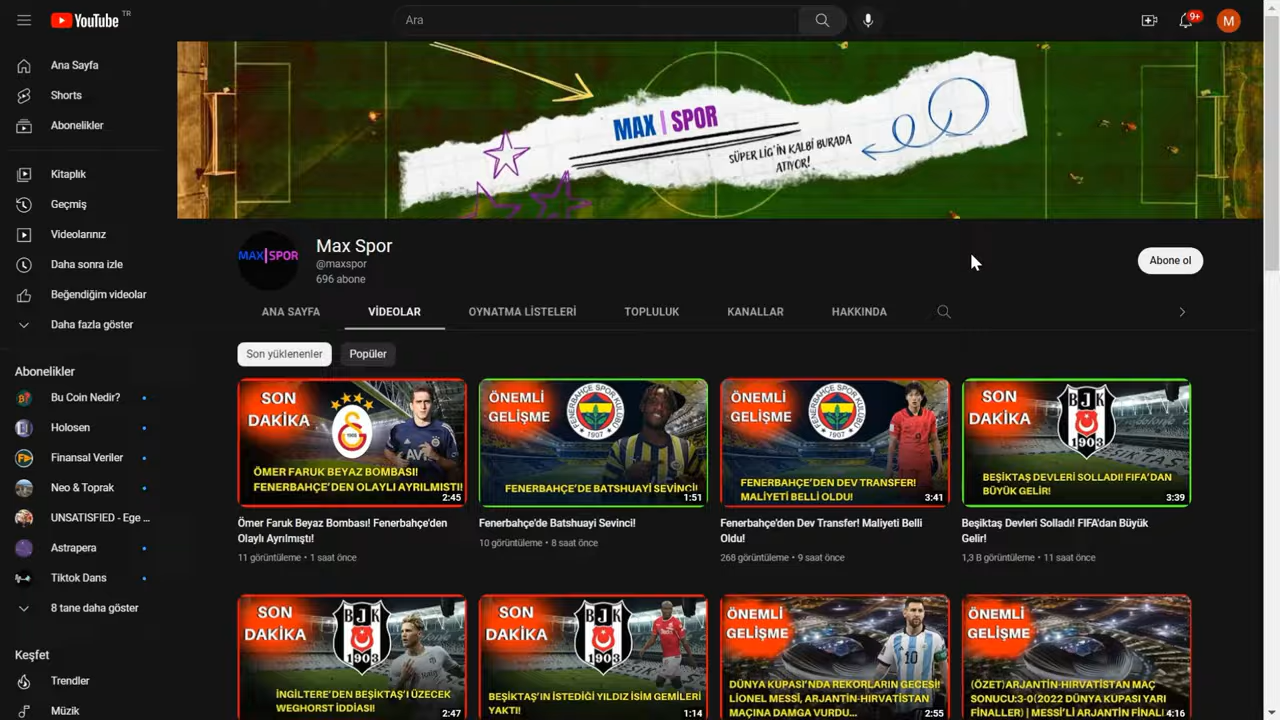 YouTube TR
Ara
9+
M
Ana Sayfa
Shorts
Abonelikler
Kitaplık
Geçmiş
Videolarınız
Daha sonra izle
Beğendiğim videolar
Daha fazla göster
Abonelikler
Bu Coin Nedir?
Holosen
Finansal Veriler
Neo & Toprak
UNSATISFIED - Ege ...
Astrapera
Tiktok Dans
8 tane daha göster
Keşfet
Trendler
Müzik
MAX | SPOR
SÜPER LİG'İN KALBİ BURADA
ATIYOR!
MAX|SPOR
Max Spor
@maxspor
696 abone
Abone ol
ANA SAYFA
VİDEOLAR
OYNATMA LİSTELERİ
TOPLULUK
KANALLAR
HAKKINDA
Son yüklenenler
Popüler
SON
DAKİKA
ÖMER FARUK BEYAZ BOMBASI!
FENERBAHÇE'DEN OLAYLI AYRILMIŞTI!
2:45
Ömer Faruk Beyaz Bombası! Fenerbahçe'den
Olaylı Ayrılmıştı!
11 görüntüleme • 1 saat önce
ÖNEMLİ
GELİŞME
FENERBAHÇE SPOR KULÜBÜ
1907
FENERBAHÇE'DE BATSHUAYİ SEVİNCİ!
1:51
Fenerbahçe'de Batshuayi Sevinci!
10 görüntüleme • 8 saat önce
ÖNEMLİ
GELİŞME
FENERBAHÇE SPOR KULÜBÜ
1907
FENERBAHÇE'DEN DEV TRANSFER!
MALİYETİ BELLİ OLDU!
3:41
Fenerbahçe'den Dev Transfer! Maliyeti Belli
Oldu!
268 görüntüleme • 9 saat önce
SON
DAKİKA
BJK
1903
BEŞİKTAŞ DEVLERİ SOLLADI! FIFA'DAN
BÜYÜK GELİR!
3:39
Beşiktaş Devleri Solladı! FIFA'dan Büyük
Gelir!
1,3 B görüntüleme • 11 saat önce
SON
DAKİKA
BJK
1903
İNGİLTERE'DEN BEŞİKTAŞ'I ÜZECEK
WEGHORST İDDİASI!
2:47
SON
DAKİKA
BJK
1903
BEŞİKTAŞ'IN İSTEDİĞİ YILDIZ İSİM GEMİLERİ
YAKTI!
1:14
ÖNEMLİ
GELİŞME
10
DÜNYA KUPASI'NDA REKORLARIN GECESİ!
LİONEL MESSİ, ARJANTİN-HIRVATİSTAN
MAÇINA DAMGA VURDU...
2:55
ÖNEMLİ
GELİŞME
(ÖZET)ARJANTİN-HIRVATİSTAN MAÇ
SONUCU:3-0(2022 DÜNYA KUPASI YARI
FİNALLER) | MESSİ'Lİ ARJANTİN FİNAL
4:16